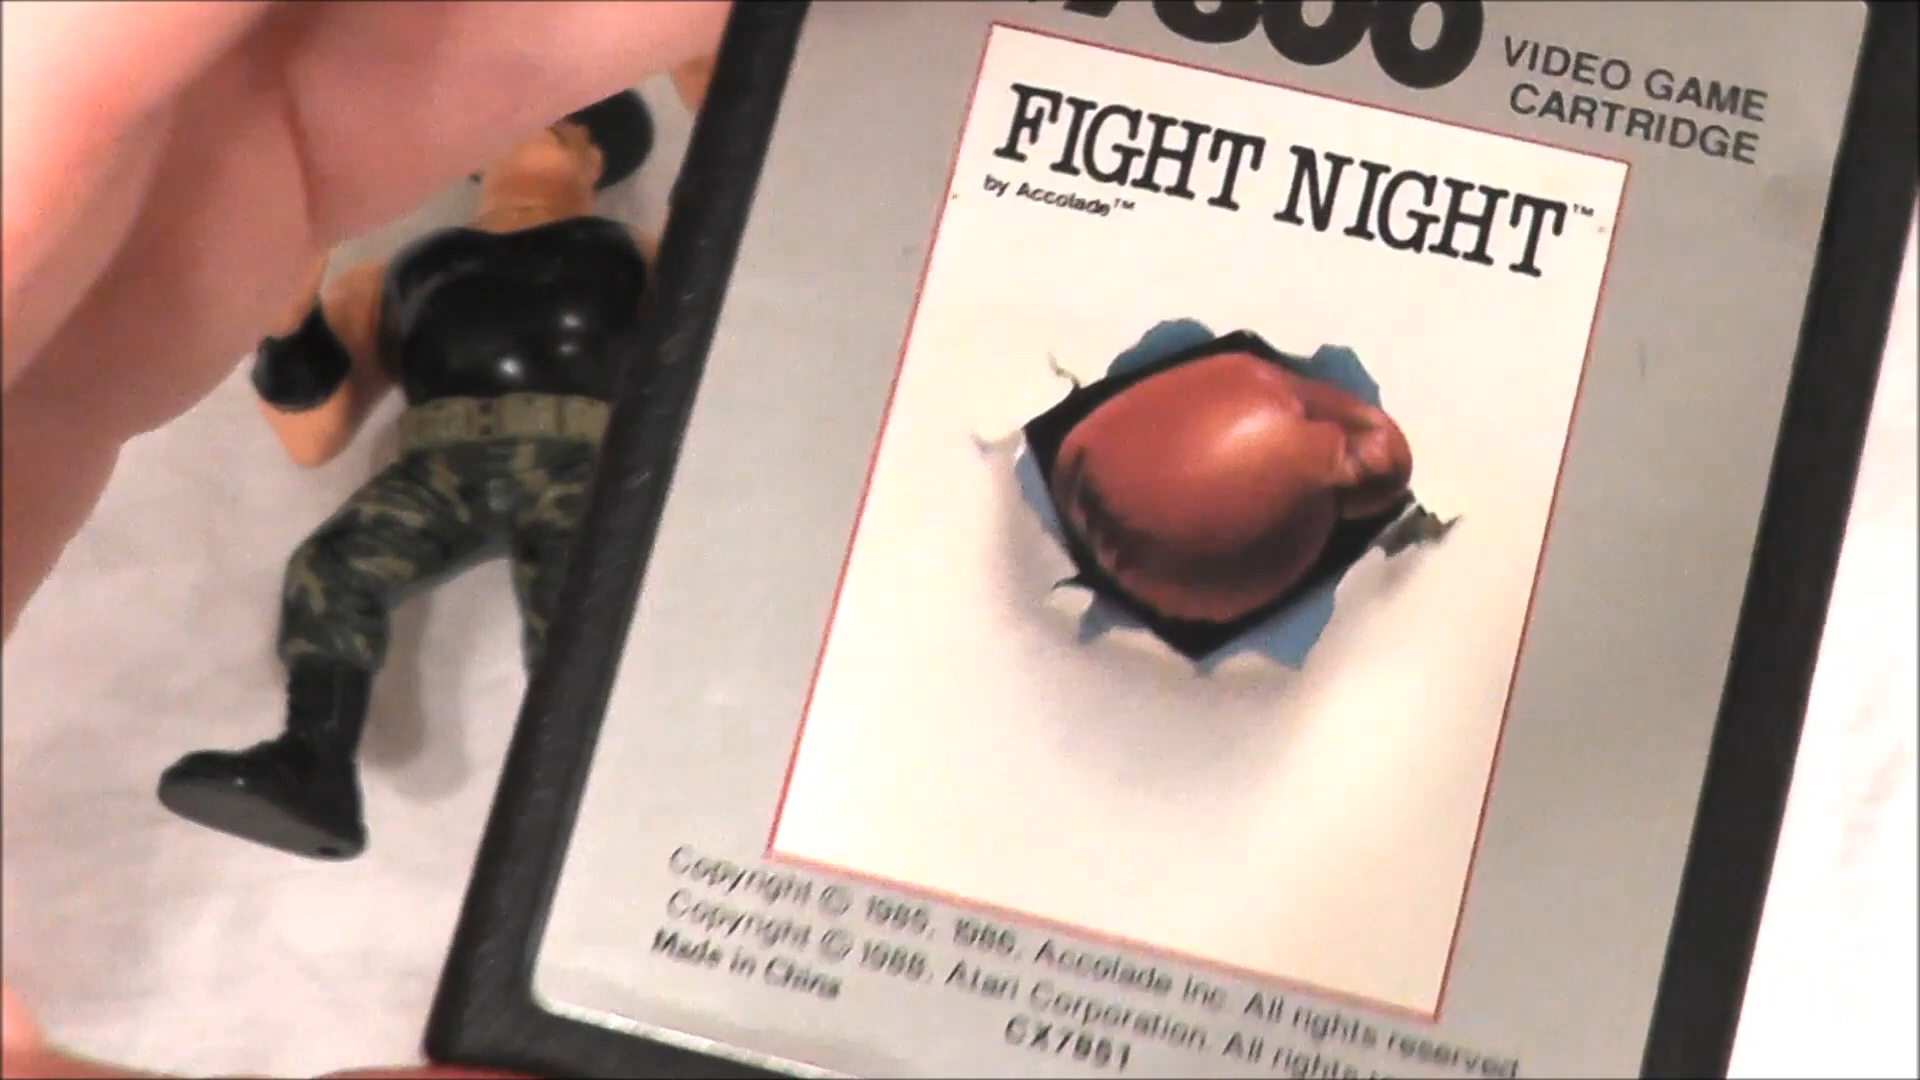 7800
VIDEO GAME
CARTRIDGE
FIGHT NIGHT™
by Accolade™
Copyright © 1985, 1986, Accolade Inc. All rights reserved
Copyright © 1988, Atari Corporation. All rights
Made in China